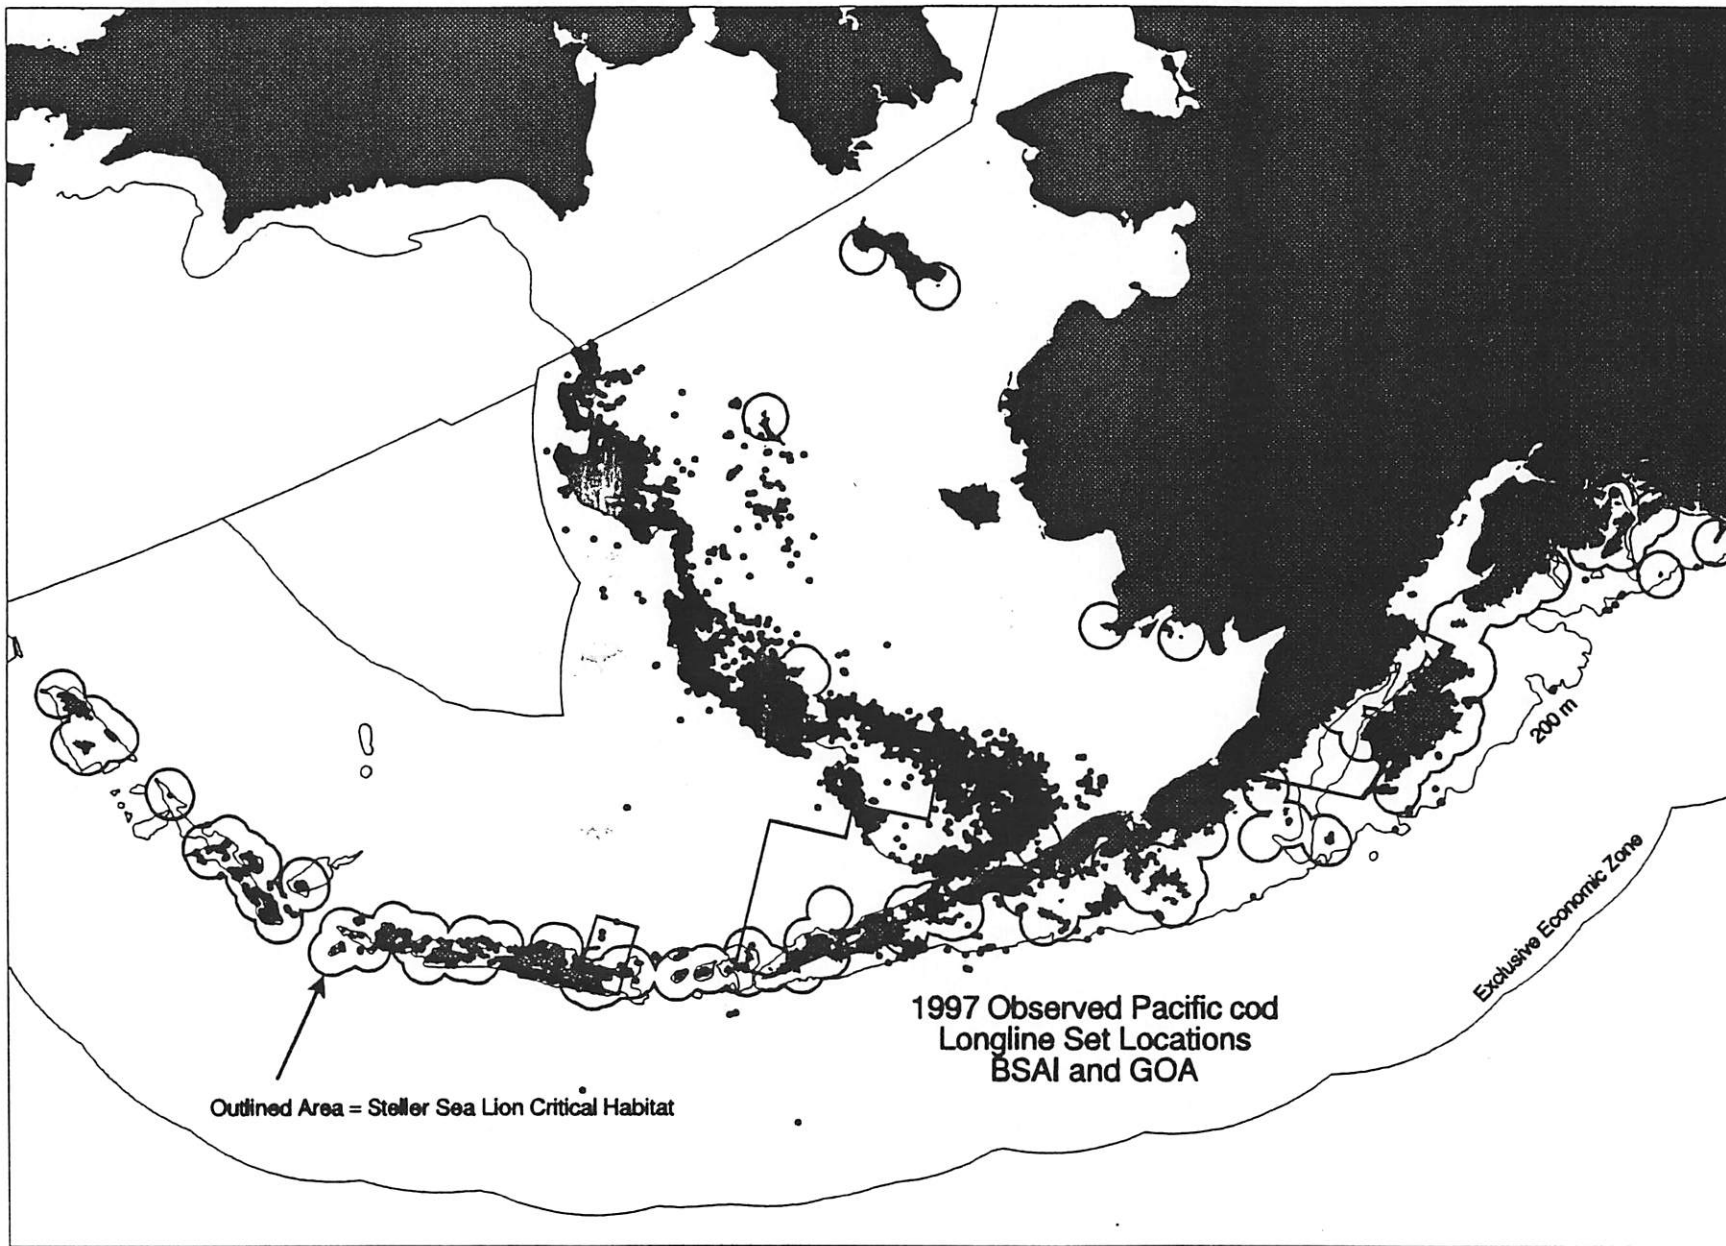 200 m
Exclusive Economic Zone
1997 Observed Pacific cod
Longline Set Locations
BSAI and GOA
Outlined Area = Steller Sea Lion Critical Habitat